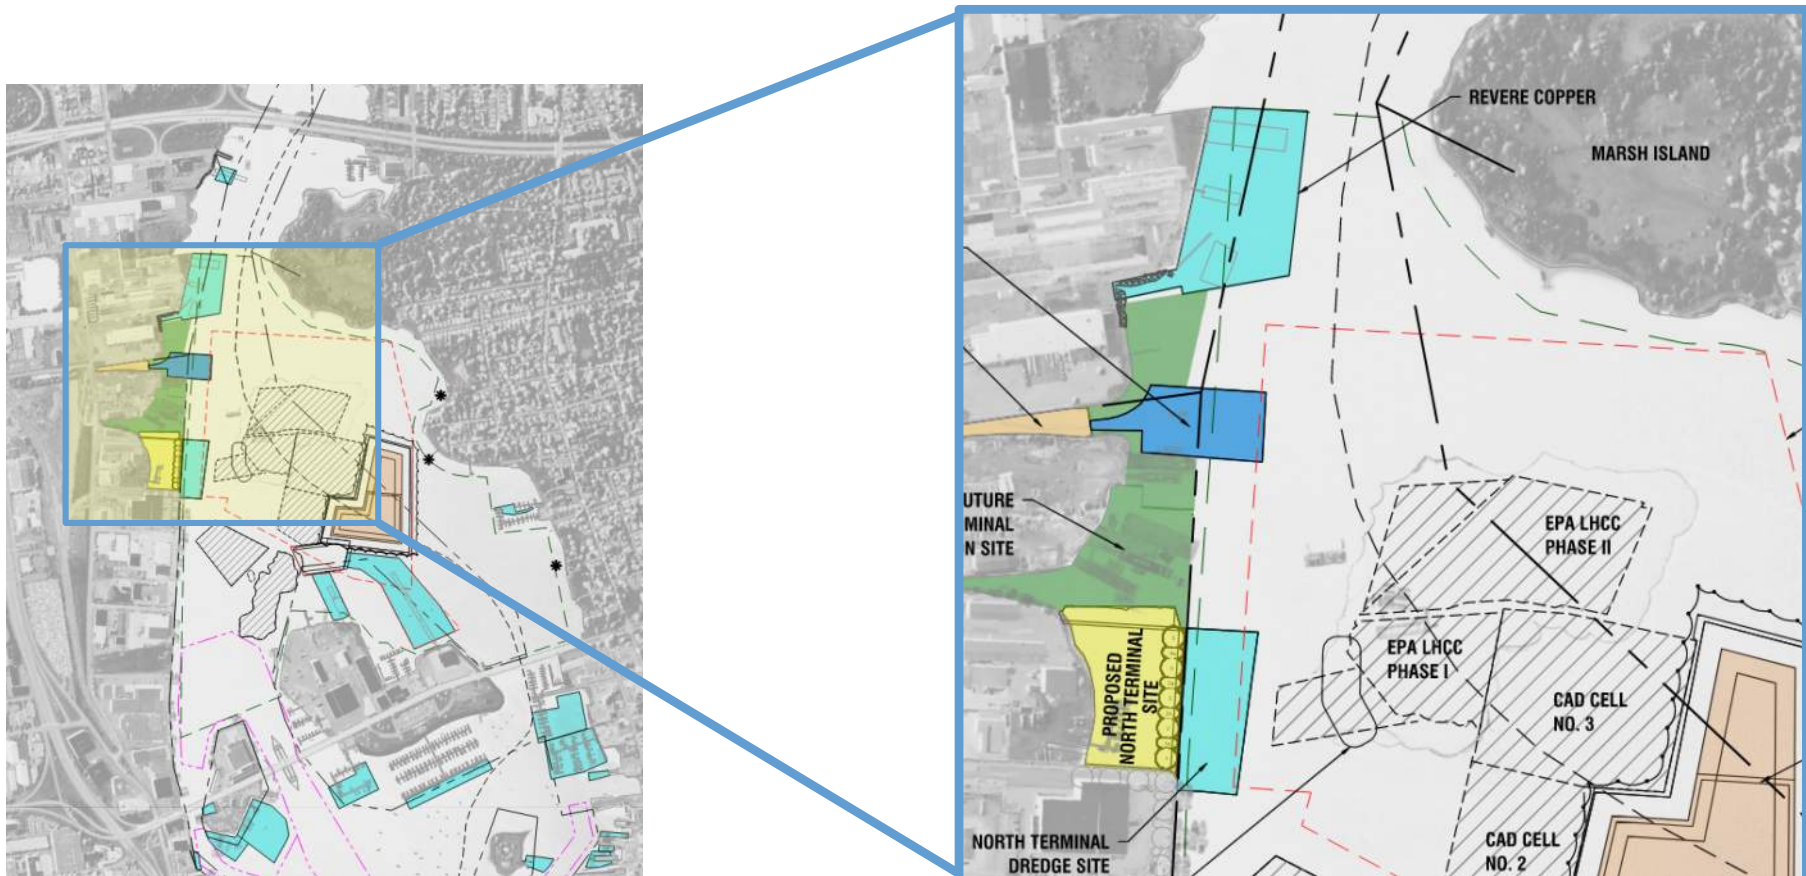 REVERE COPPER
MARSH ISLAND
UTURE
MINAL
N SITE
EPA LHCC
PHASE II
EPA LHCC
PHASE I
PROPOSED
NORTH TERMINAL
SITE
CAD CELL
NO. 3
NORTH TERMINAL
DREDGE SITE
CAD CELL
NO. 2